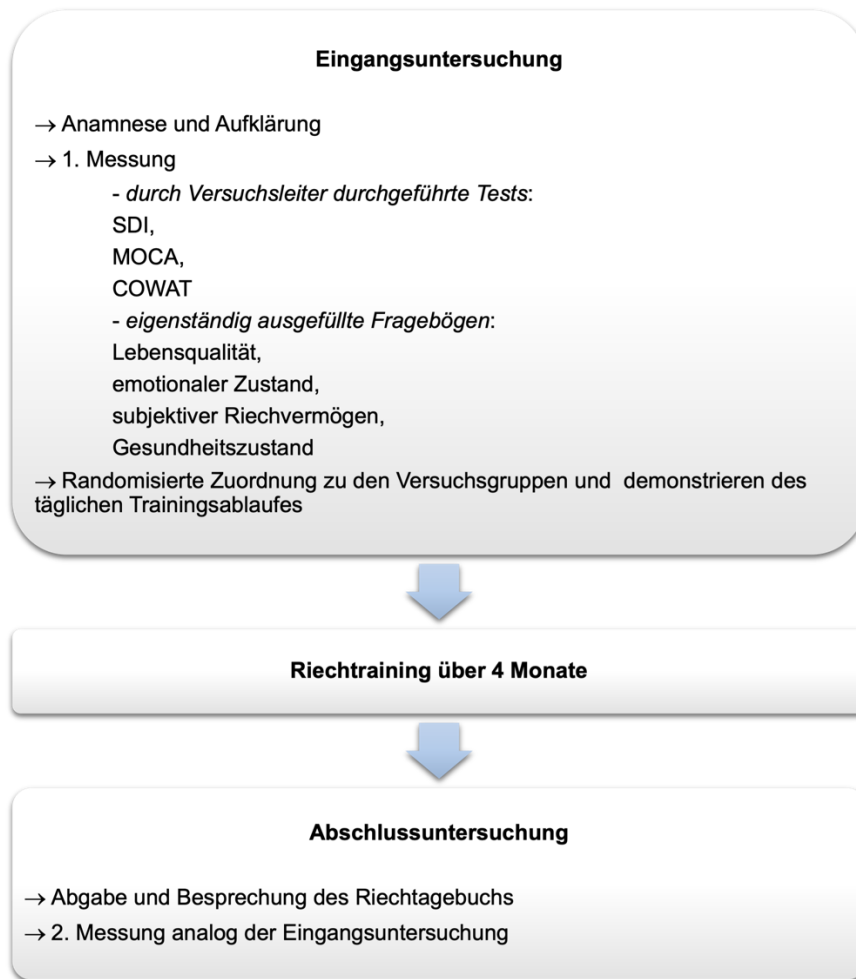 Eingangsuntersuchung
→ Anamnese und Aufklärung
→ 1. Messung
- durch Versuchsleiter durchgeführte Tests:
SDI,
MOCA,
COWAT
- eigenständig ausgefüllte Fragebögen:
Lebensqualität,
emotionaler Zustand,
subjektiver Riechvermögen,
Gesundheitszustand
→ Randomisierte Zuordnung zu den Versuchsgruppen und  demonstrieren des
täglichen Trainingsablaufes
Riechtraining über 4 Monate
Abschlussuntersuchung
→ Abgabe und Besprechung des Riechtagebuchs
→ 2. Messung analog der Eingangsuntersuchung